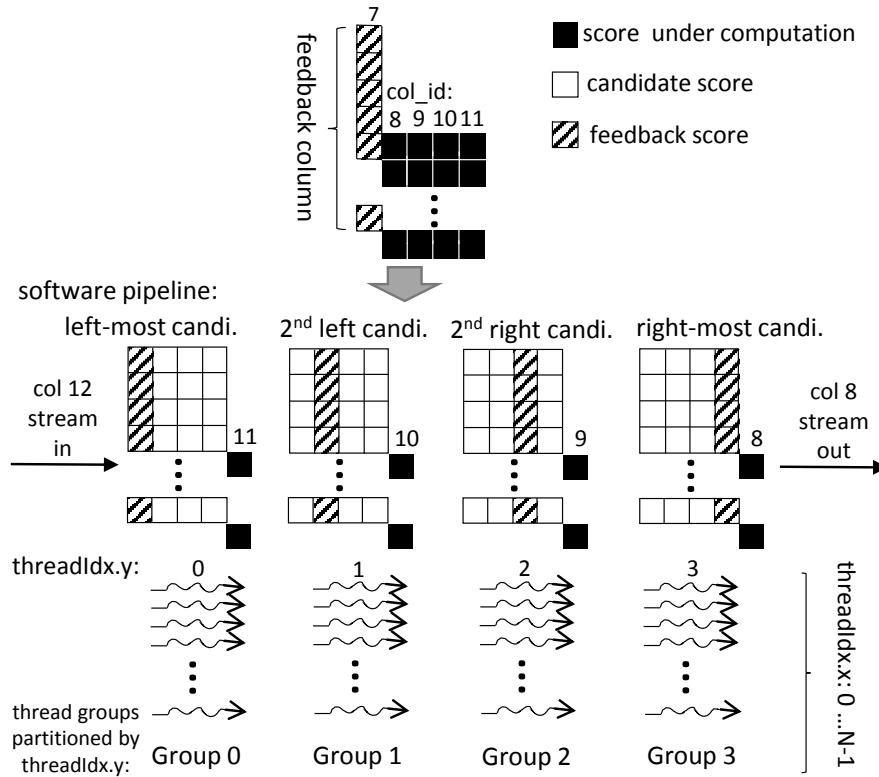 7
feedback column
col_id:
8 9 10 11
score under computation
candidate score
feedback score
software pipeline:
left-most candi.
2nd left candi.
2nd right candi.
right-most candi.
col 12
stream
in
11
10
9
8
col 8
stream
out
threadIdx.y:
0
1
2
3
threadIdx.x: 0 ...N-1
thread groups
partitioned by
threadIdx.y:
Group 0
Group 1
Group 2
Group 3